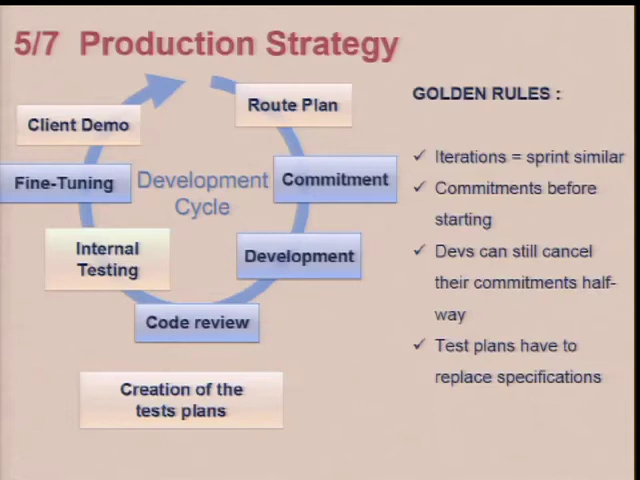 5/7 Production Strategy
Route Plan
Client Demo
Development
Cycle
Fine-Tuning
Commitment
Internal
Testing
Development
Code review
Creation of the
tests plans
GOLDEN RULES :
✓ Iterations = sprint similar
✓ Commitments before
starting
✓ Devs can still cancel
their commitments half-
way
✓ Test plans have to
replace specifications